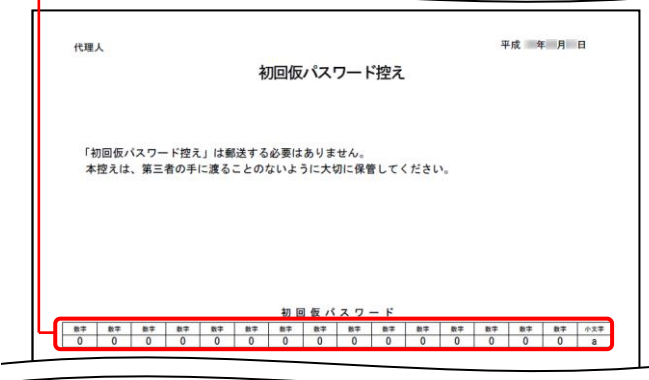 代理人
平成 年 月 日
初回仮パスワード控え
「初回仮パスワード控え」は郵送する必要はありません。
本控えは、第三者の手に渡ることのないように大切に保管してください。
初回仮パスワード
数字 数字 数字 数字 数字 数字 数字 数字 数字 数字 数字 数字 数字 数字 小文字
0 0 0 0 0 0 0 0 0 0 0 0 0 0 a